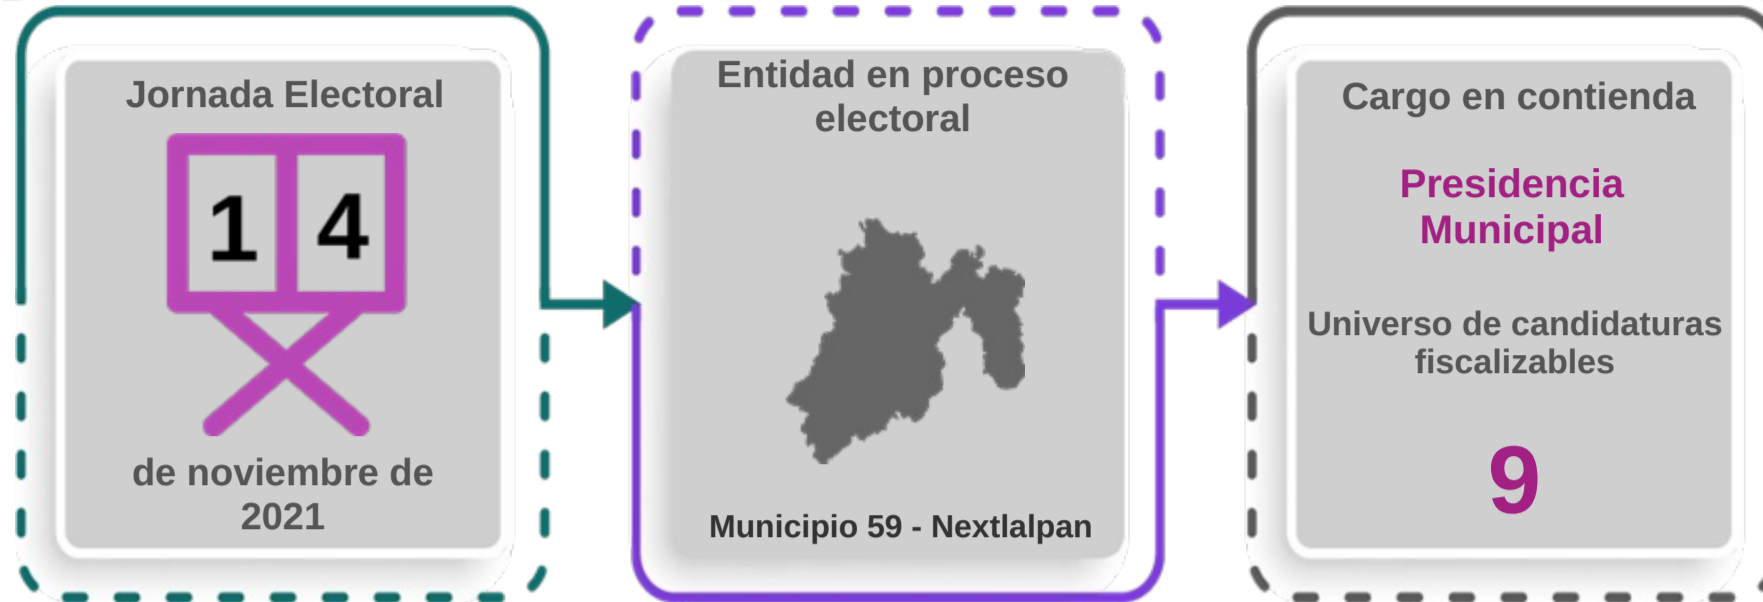 Jornada Electoral
1 4
de noviembre de
2021
Entidad en proceso
electoral
Municipio 59 - Nextlalpan
Cargo en contienda
Presidencia
Municipal
Universo de candidaturas
fiscalizables
9